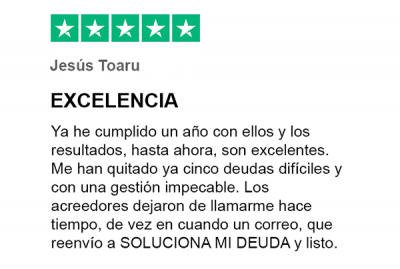 Jesús Toaru
EXCELENCIA
Ya he cumplido un año con ellos y los
resultados, hasta ahora, son excelentes.
Me han quitado ya cinco deudas difíciles y
con una gestión impecable. Los
acreedores dejaron de llamarme hace
tiempo, de vez en cuando un correo, que
reenvío a SOLUCIONA MI DEUDA y listo.